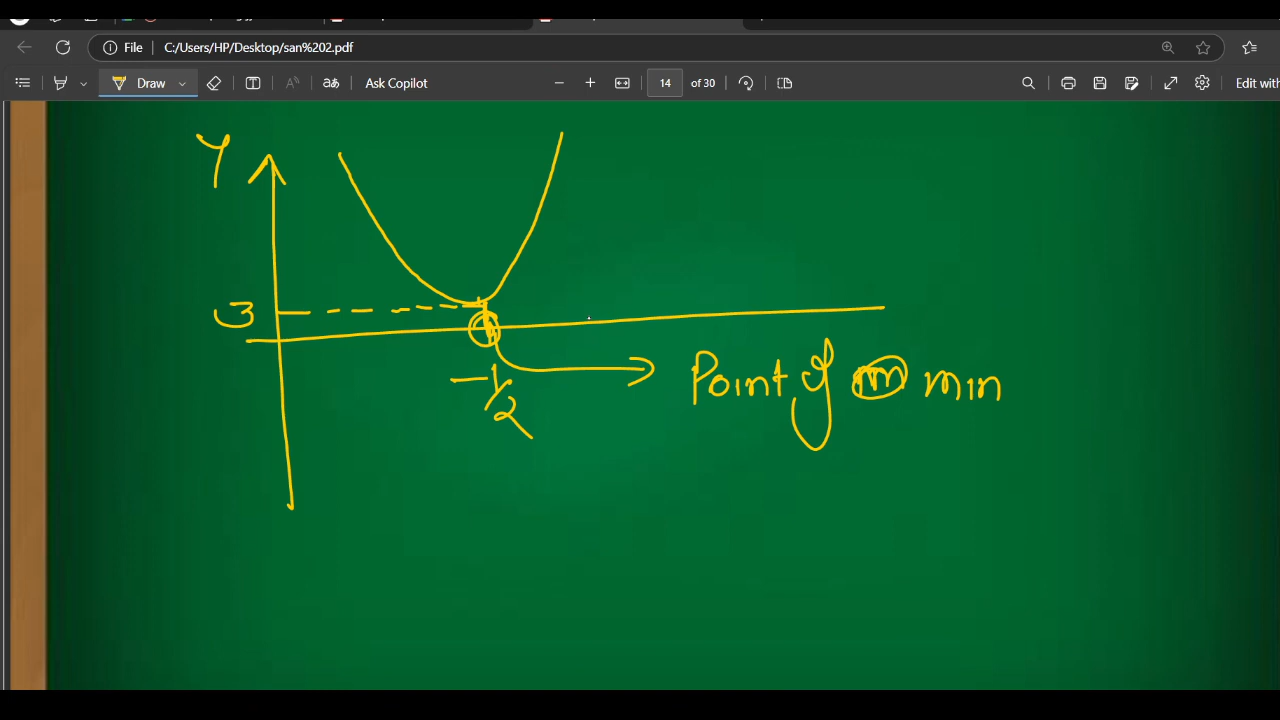 File C:/Users/HP/Desktop/san%202.pdf
Draw Ask Copilot 14 of 30 Edit with
Y
3
-1/2
Point of min